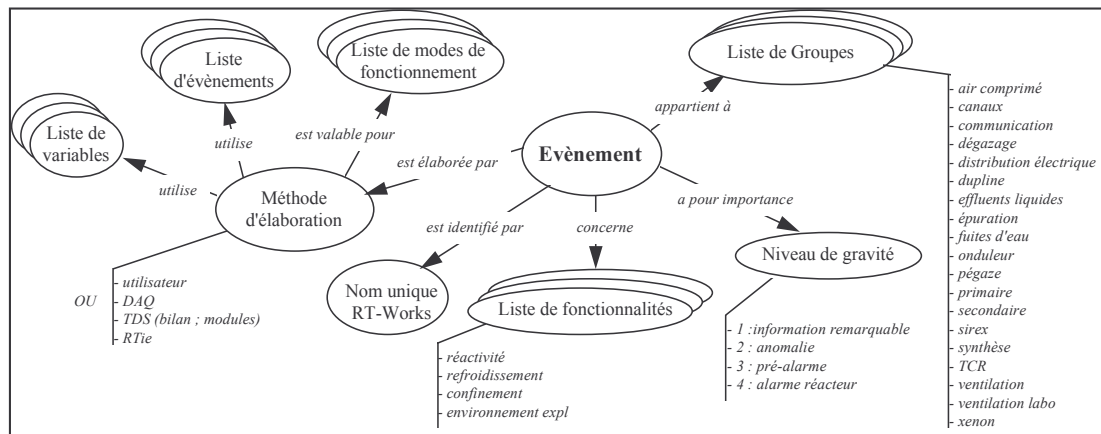 Liste
d'évènements
Liste de modes de
fonctionnement
Liste de Groupes
Liste de
variables
utilise
utilise
est valable pour
est élaborée par
appartient à
Evènement
Méthode
d'élaboration
est identifié par
concerne
a pour importance
Nom unique
RT-Works
Liste de fonctionnalités
Niveau de gravité
OU
- utilisateur
- DAQ
- TDS (bilan ; modules)
- RTie
- réactivité
- refroidissement
- confinement
- environnement expl
- 1 :information remarquable
- 2 : anomalie
- 3 : pré-alarme
- 4 : alarme réacteur
- air comprimé
- canaux
- communication
- dégazage
- distribution électrique
- dupline
- effluents liquides
- épuration
- fuites d'eau
- onduleur
- pégaze
- primaire
- secondaire
- sirex
- synthèse
- TCR
- ventilation
- ventilation labo
- xenon